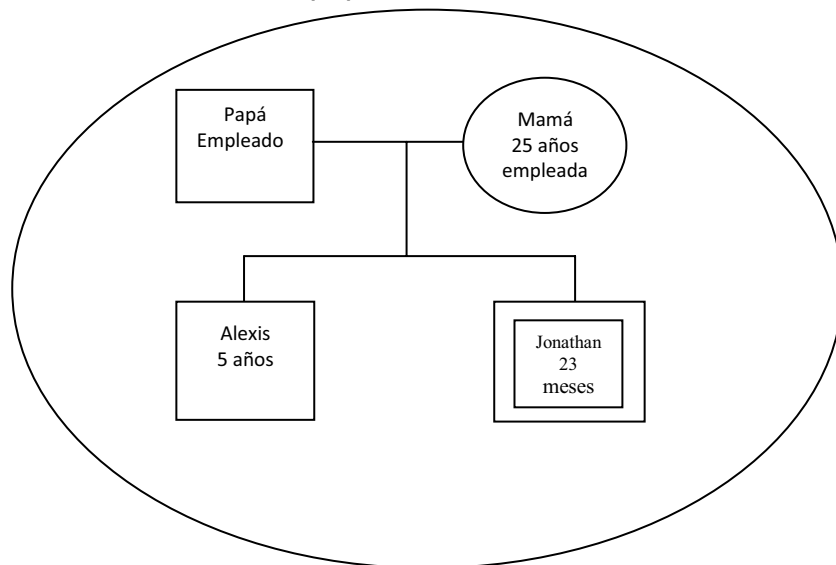 Papá
Empleado
Mamá
25 años
empleada
Alexis
5 años
Jonathan
23
meses